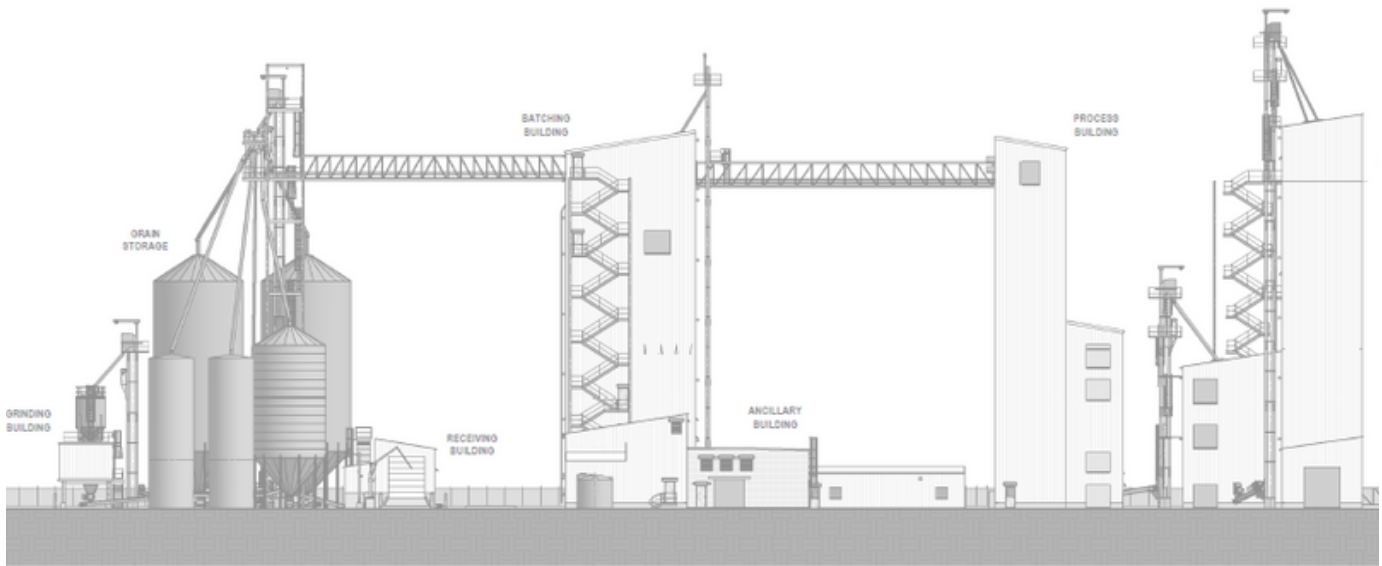 BATCHING
BUILDING
PROCESS
BUILDING
GRAIN
STORAGE
GRINDING
BUILDING
RECEIVING
BUILDING
ANCILLARY
BUILDING